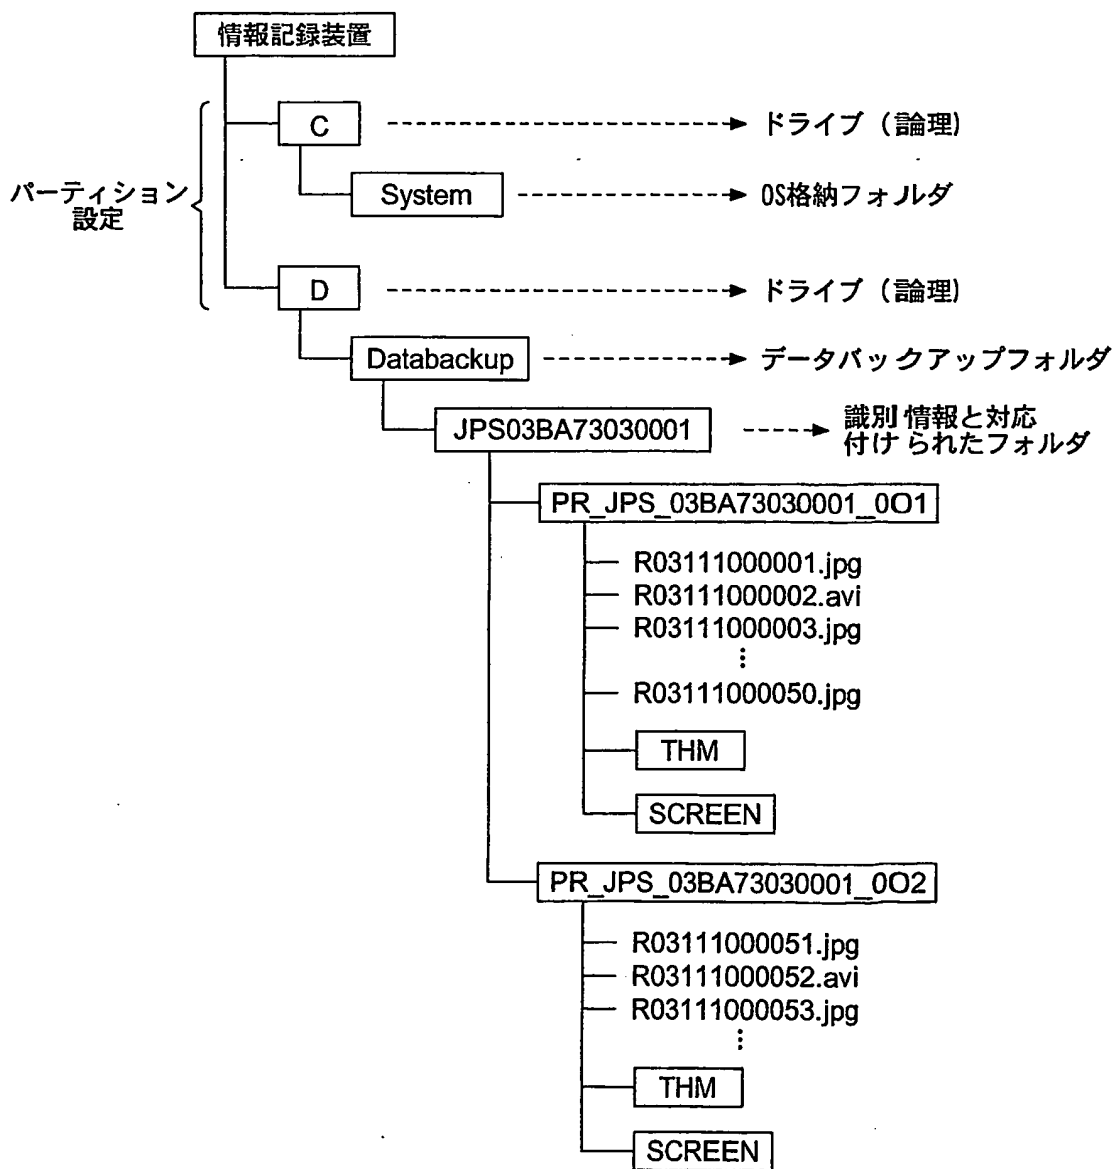 情報記録装置
C
ドライブ（論理）
System
OS格納フォルダ
パーティション
設定
D
ドライブ（論理）
Databackup
データバックアップフォルダ
JPS03BA73030001
識別情報と対応
付けられたフォルダ
PR_JPS_03BA73030001_001
R03111000001.jpg
R03111000002.avi
R03111000003.jpg
⋮
R03111000050.jpg
THM
SCREEN
PR_JPS_03BA73030001_002
R03111000051.jpg
R03111000052.avi
R03111000053.jpg
⋮
THM
SCREEN